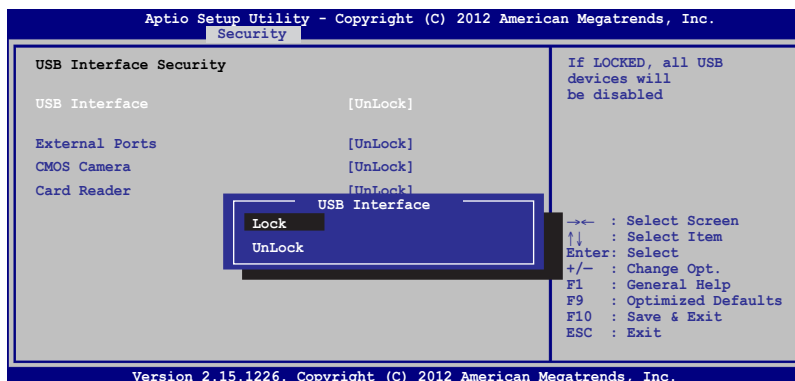 Aptio Setup Utility - Copyright (C) 2012 American Megatrends, Inc.
Security
USB Interface Security
USB Interface [UnLock]
External Ports [UnLock]
CMOS Camera [UnLock]
Card Reader [UnLock]
USB Interface
Lock
UnLock
If LOCKED, all USB
devices will
be disabled
→← : Select Screen
↑↓ : Select Item
Enter: Select
+/— : Change Opt.
F1 : General Help
F9 : Optimized Defaults
F10 : Save & Exit
ESC : Exit
Version 2.15.1226. Copyright (C) 2012 American Megatrends, Inc.